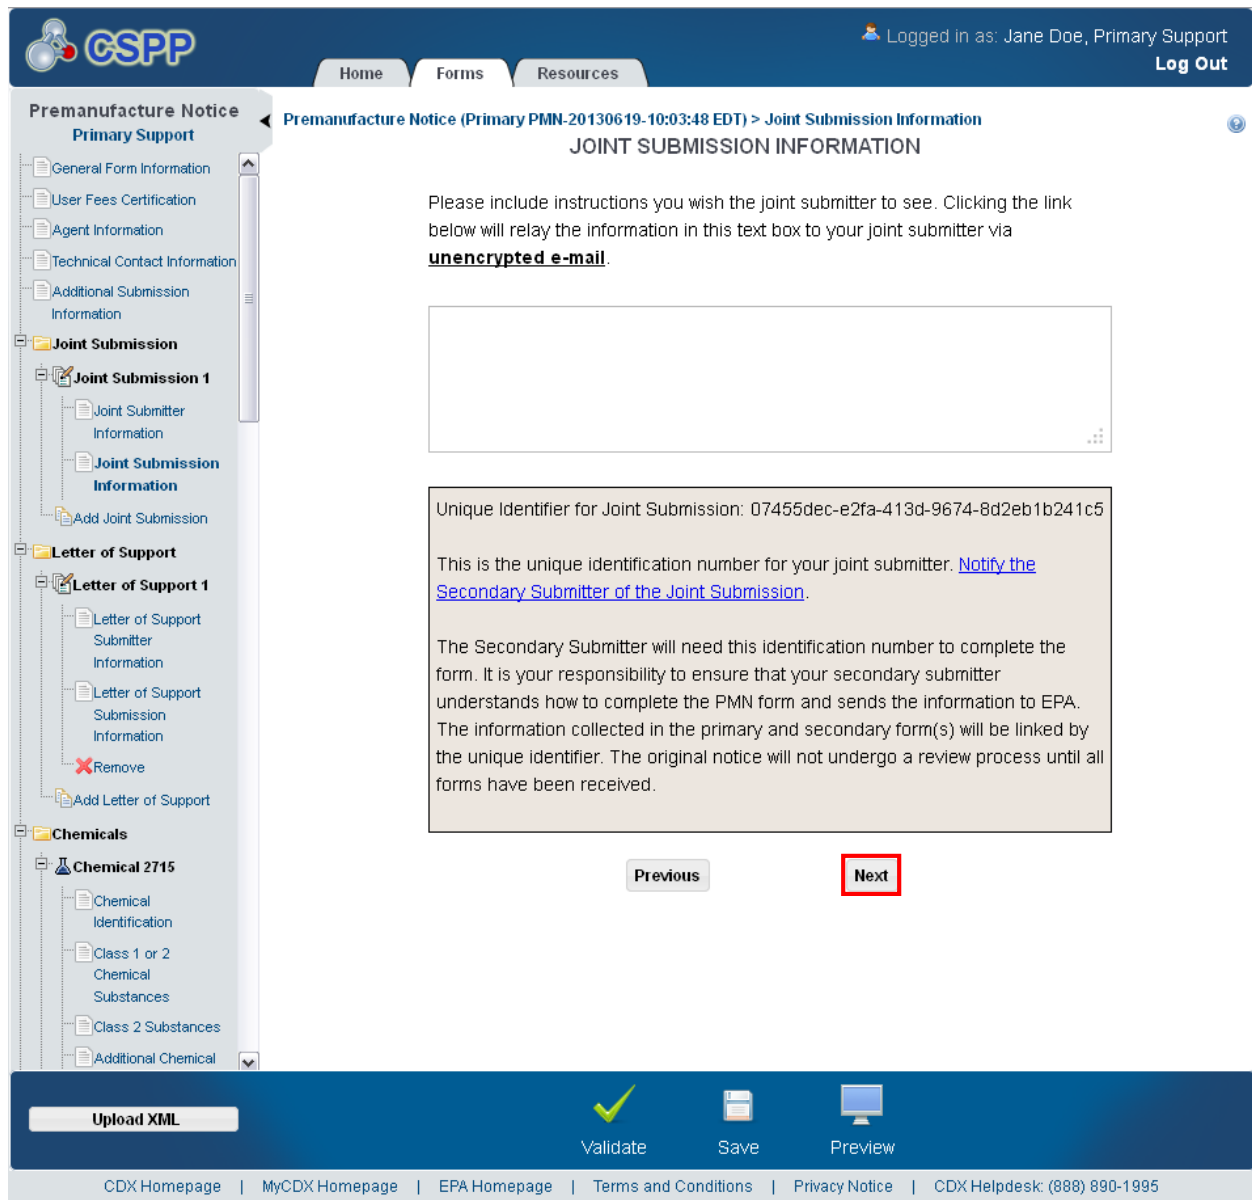 CSPP
Logged in as: Jane Doe, Primary Support
Log Out
Home
Forms
Resources
Premanufacture Notice
Primary Support
General Form Information
User Fees Certification
Agent Information
Technical Contact Information
Additional Submission
Information
Joint Submission
Joint Submission 1
Joint Submitter
Information
Joint Submission
Information
Add Joint Submission
Letter of Support
Letter of Support 1
Letter of Support
Submitter
Information
Letter of Support
Submission
Information
Remove
Add Letter of Support
Chemicals
Chemical 2715
Chemical
Identification
Class 1 or 2
Chemical
Substances
Class 2 Substances
Additional Chemical
Premanufacture Notice (Primary PMN-20130619-10:03:48 EDT) > Joint Submission Information
JOINT SUBMISSION INFORMATION
Please include instructions you wish the joint submitter to see. Clicking the link
below will relay the information in this text box to your joint submitter via
unencrypted e-mail.
Unique Identifier for Joint Submission: 07455dec-e2fa-413d-9674-8d2eb1b241c5
This is the unique identification number for your joint submitter. Notify the
Secondary Submitter of the Joint Submission.
The Secondary Submitter will need this identification number to complete the
form. It is your responsibility to ensure that your secondary submitter
understands how to complete the PMN form and sends the information to EPA.
The information collected in the primary and secondary form(s) will be linked by
the unique identifier. The original notice will not undergo a review process until all
forms have been received.
Previous
Next
Upload XML
Validate
Save
Preview
CDX Homepage | MyCDX Homepage | EPA Homepage | Terms and Conditions | Privacy Notice | CDX Helpdesk: (888) 890-1995